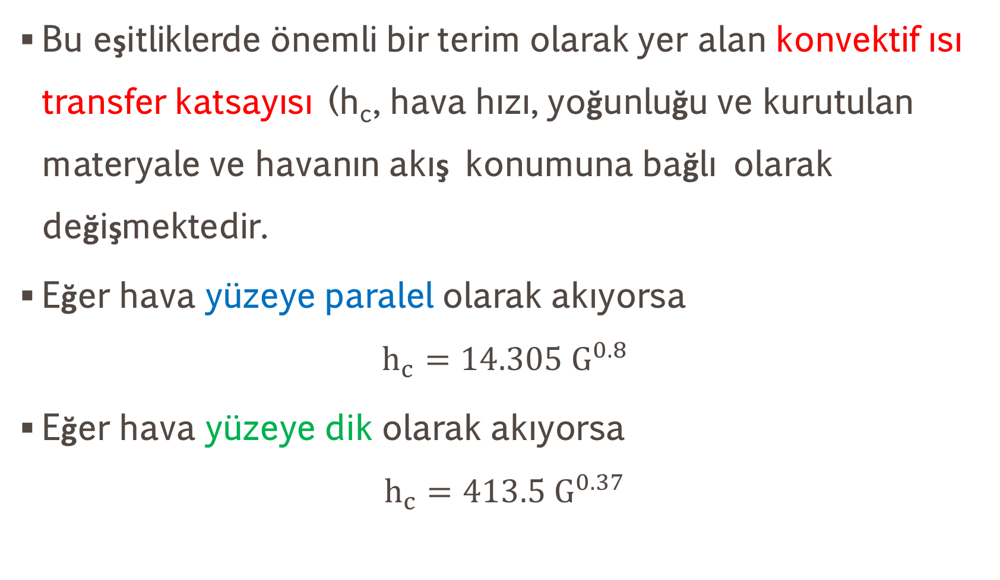 ▪ Bu eşitliklerde önemli bir terim olarak yer alan konvektif ısı
transfer katsayısı (h_c, hava hızı, yoğunluğu ve kurutulan
materyale ve havanın akış konumuna bağlı olarak
değişmektedir.
▪ Eğer hava yüzeye paralel olarak akıyorsa
h_c = 14.305 G^0.8
▪ Eğer hava yüzeye dik olarak akıyorsa
h_c = 413.5 G^0.37